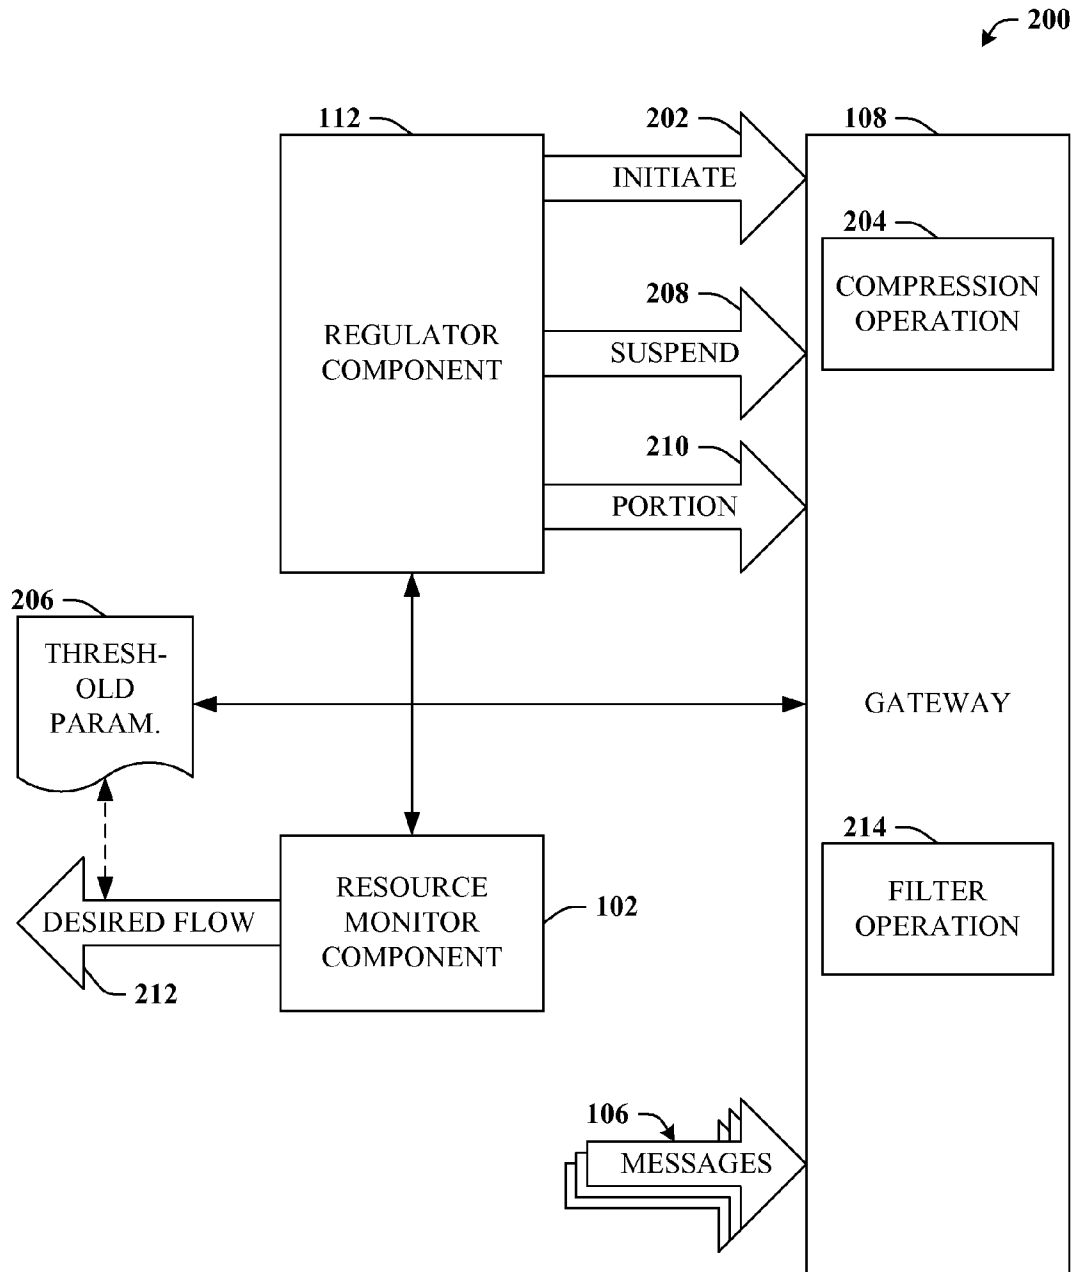 200
112
202
108
INITIATE
204
COMPRESSION
OPERATION
208
REGULATOR
COMPONENT
SUSPEND
210
PORTION
206
THRESH-
OLD
PARAM.
GATEWAY
214
FILTER
OPERATION
RESOURCE
MONITOR
COMPONENT
102
DESIRED FLOW
212
106
MESSAGES